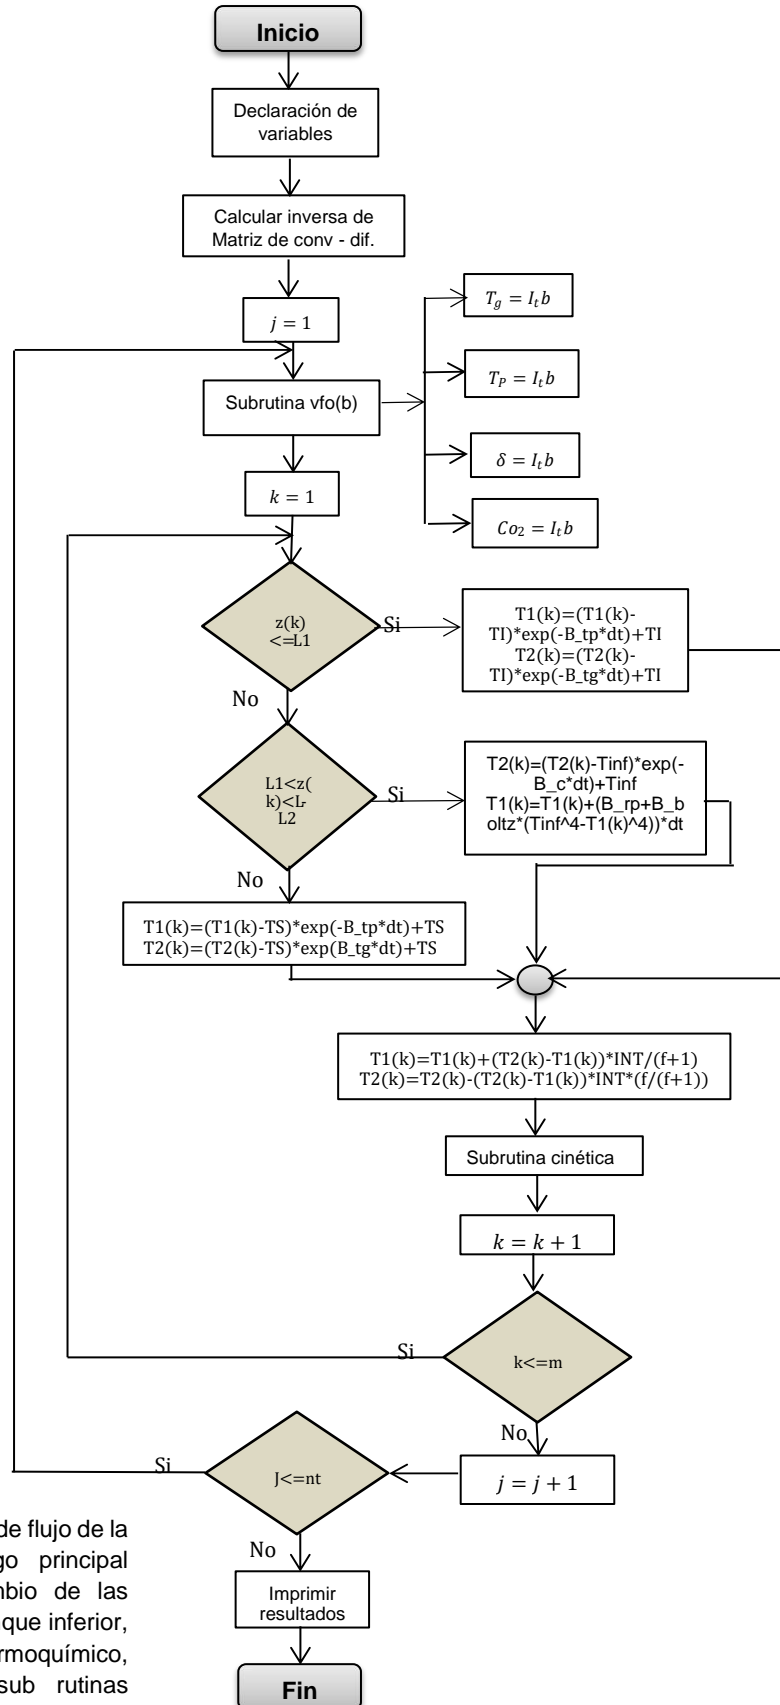 Inicio
Declaración de
variables
Calcular inversa de
Matriz de conv - dif.
j = 1
Subrutina vfo(b)
T_g = I_t b
T_P = I_t b
δ = I_t b
Co₂ = I_t b
k = 1
z(k)
<=L1
Si
T1(k)=(T1(k)-
TI)*exp(-B_tp*dt)+TI
T2(k)=(T2(k)-
TI)*exp(-B_tg*dt)+TI
No
L1<z(
k)<L-
L2
Si
T2(k)=(T2(k)-Tinf)*exp(-
B_c*dt)+Tinf
T1(k)=T1(k)+(B_rp+B_b
oltz*(Tinf^4-T1(k)^4))*dt
No
T1(k)=(T1(k)-TS)*exp(-B_tp*dt)+TS
T2(k)=(T2(k)-TS)*exp(B_tg*dt)+TS
T1(k)=T1(k)+(T2(k)-T1(k))*INT/(f+1)
T2(k)=T2(k)-(T2(k)-T1(k))*INT*(f/(f+1))
Subrutina cinética
k = k + 1
k<=m
Si
No
j = j + 1
J<=nt
Si
No
Imprimir
resultados
Fin
de flujo de la
go principal
nbio de las
que inferior,
rmoquímico,
sub rutinas